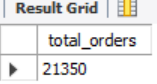 Result Grid
total_orders
21350